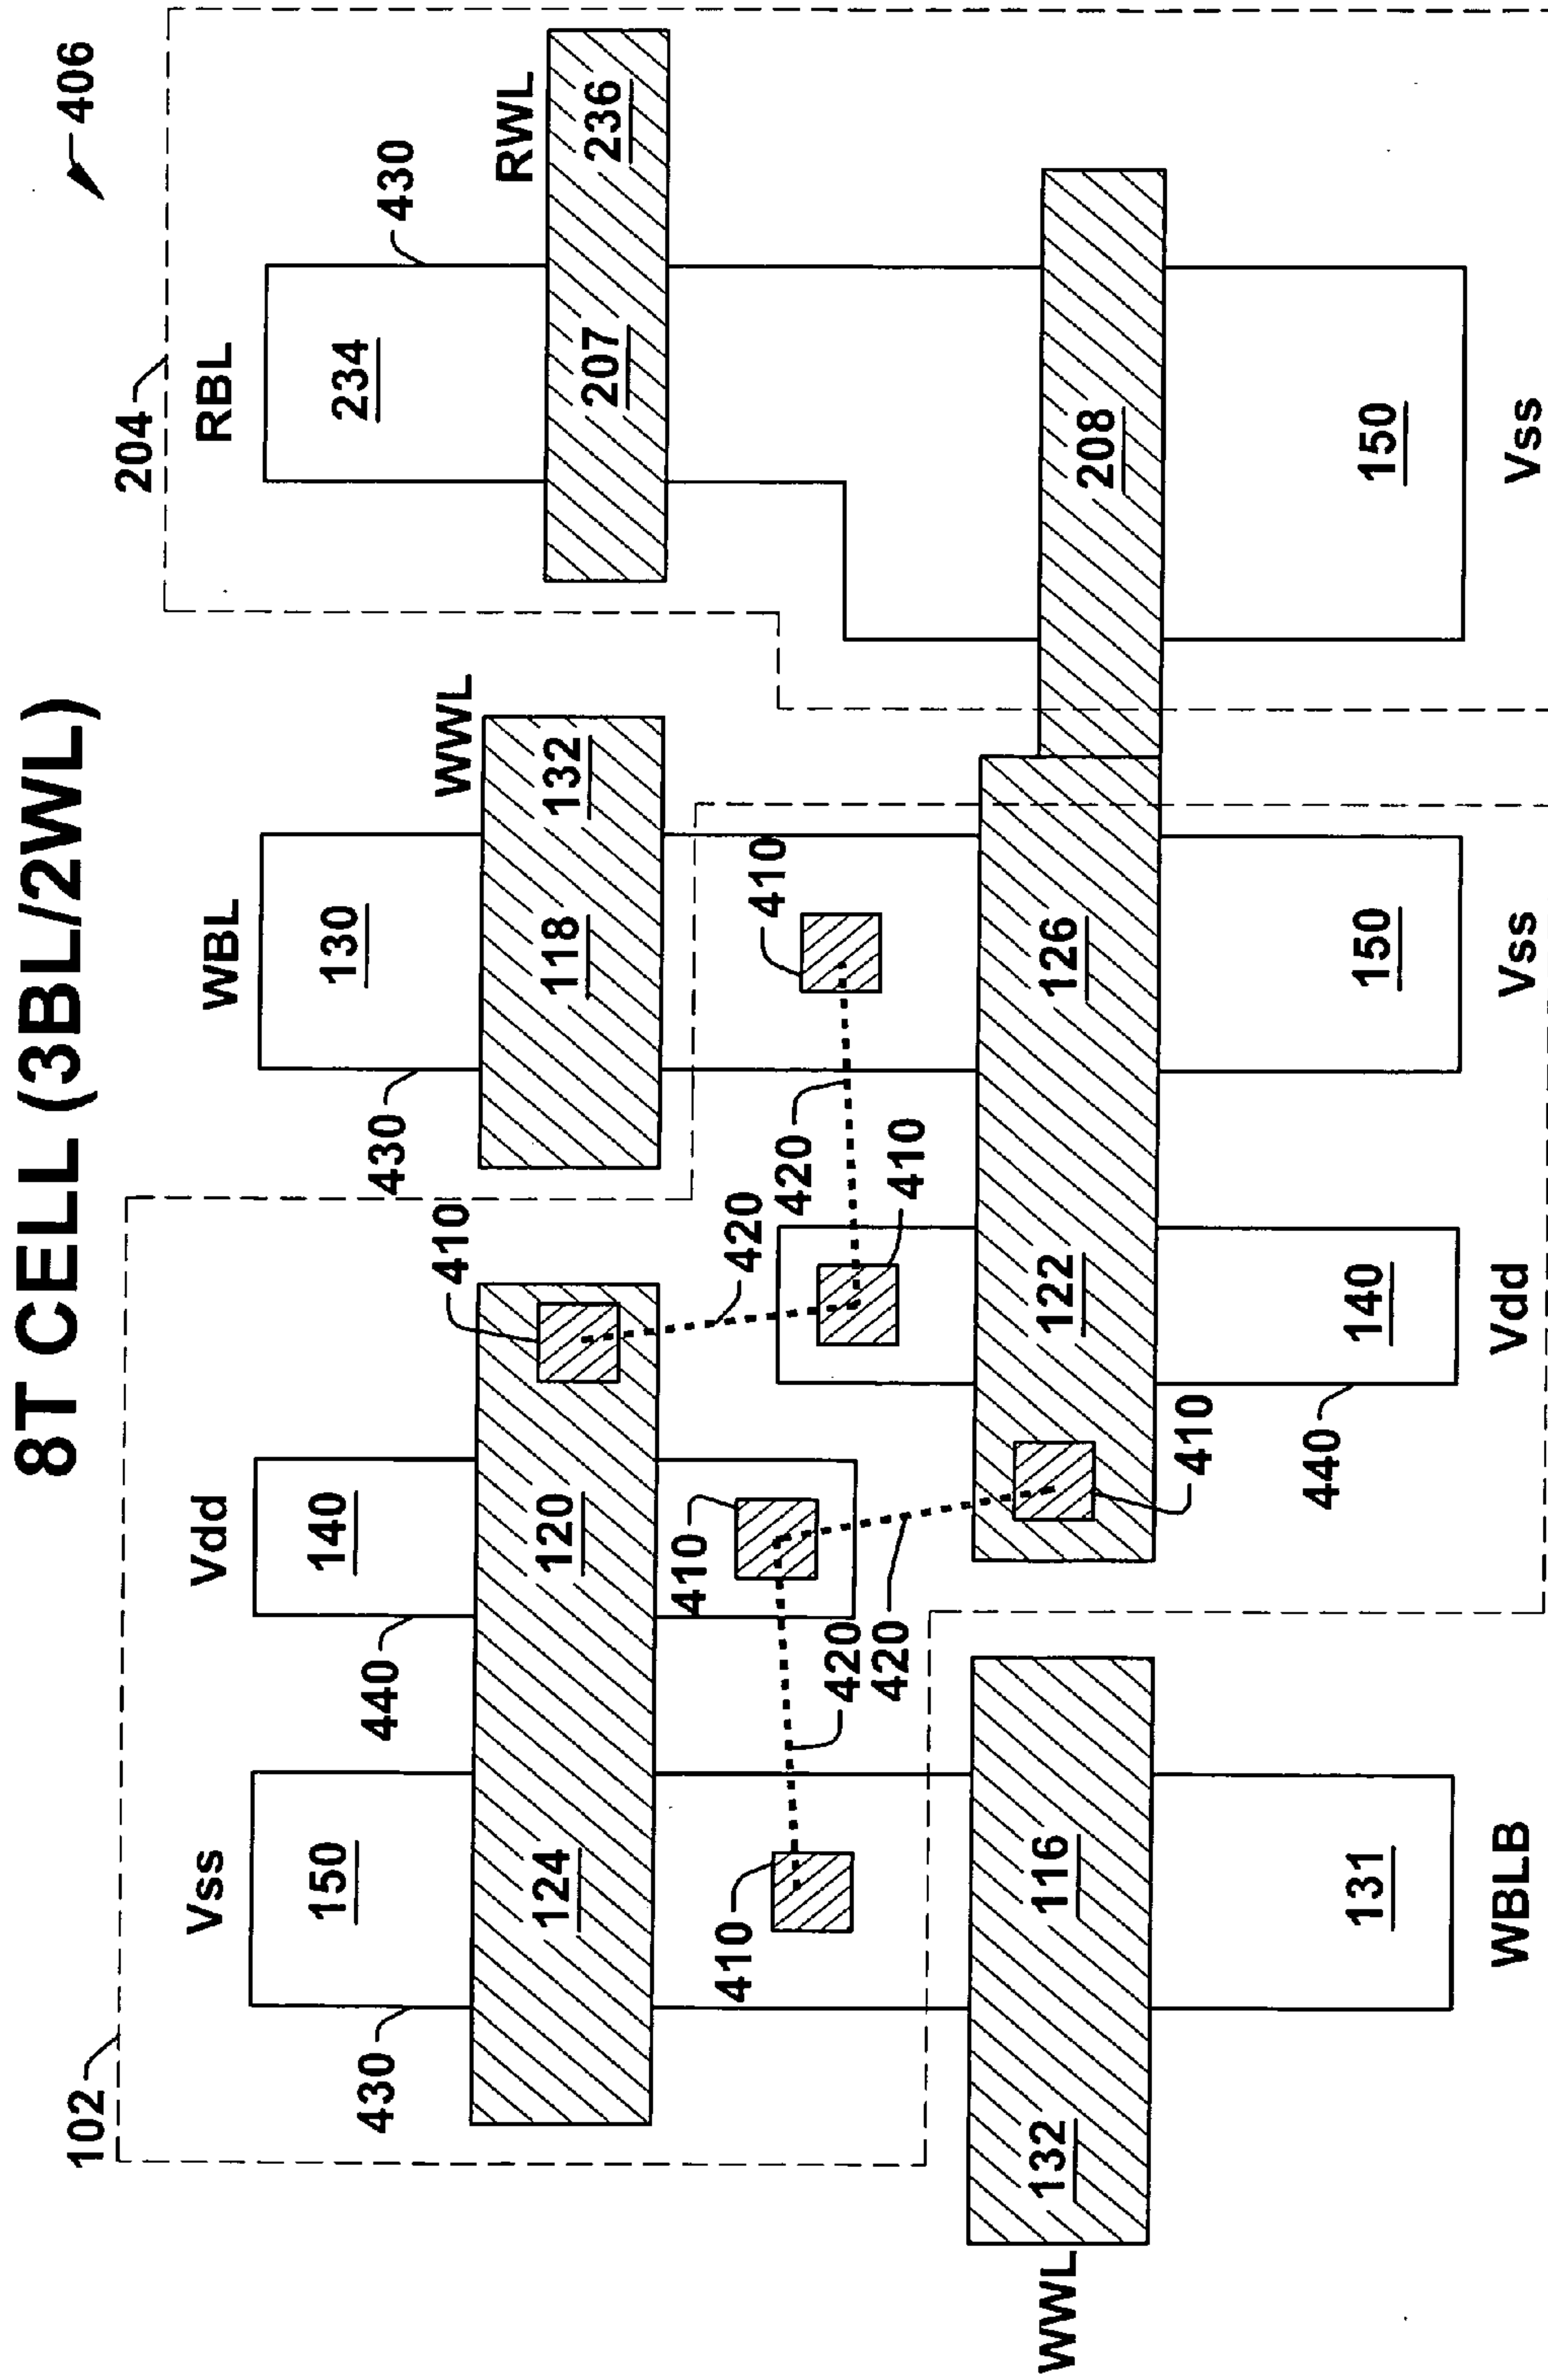 8T CELL (3BL/2WL)
406
102
204
Vss Vdd WBL RBL
150 140 130 234
430 440 430 430
410 WWL RWL
124 120 118 132 207 236
410 410 420 410
420 420 420 410
WWL 132 116 122 126 208
410
440
131 140 150 150
WBLB Vdd Vss Vss